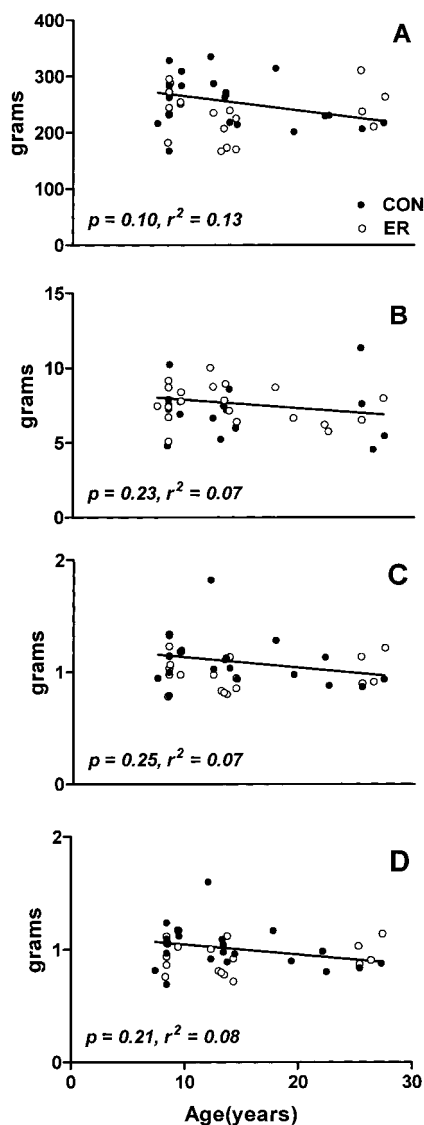 A
400
300
200
100
0
grams
CON
ER
p = 0.10, r² = 0.13
B
15
10
5
0
grams
p = 0.23, r² = 0.07
C
2
1
0
grams
p = 0.25, r² = 0.07
D
2
1
0
grams
p = 0.21, r² = 0.08
0 10 20 30
Age(years)